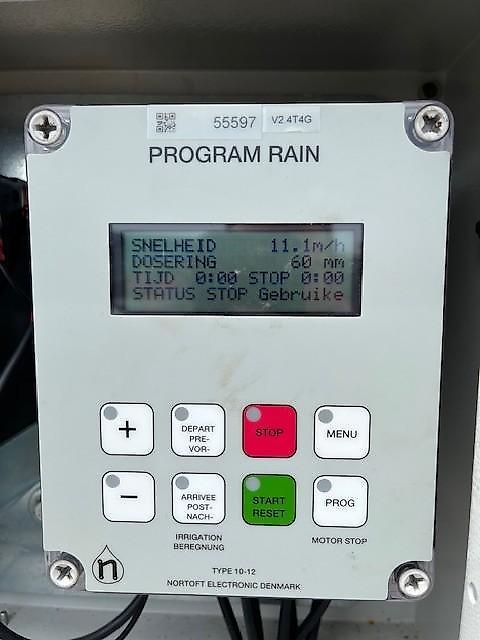 55597 V2.4T4G
PROGRAM RAIN
SNELHEID 11.1m/h
DOSERING 60 mm
TIJD 0:00 STOP 0:00
STATUS STOP Gebruike
+
DEPART
PRE-
VOR-
STOP
MENU
−
ARRIVEE
POST-
NACH-
START
RESET
PROG
IRRIGATION
BEREGNUNG
MOTOR STOP
n
TYPE 10-12
NORTOFT ELECTRONIC DENMARK